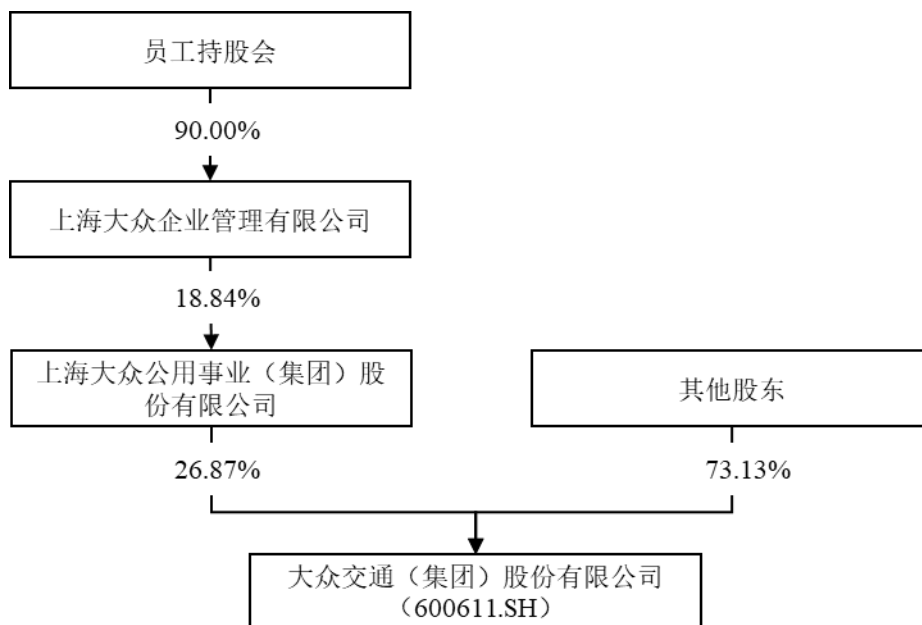 员工持股会
90.00%
上海大众企业管理有限公司
18.84%
上海大众公用事业（集团）股
份有限公司
其他股东
26.87%
73.13%
大众交通（集团）股份有限公司
（600611.SH）